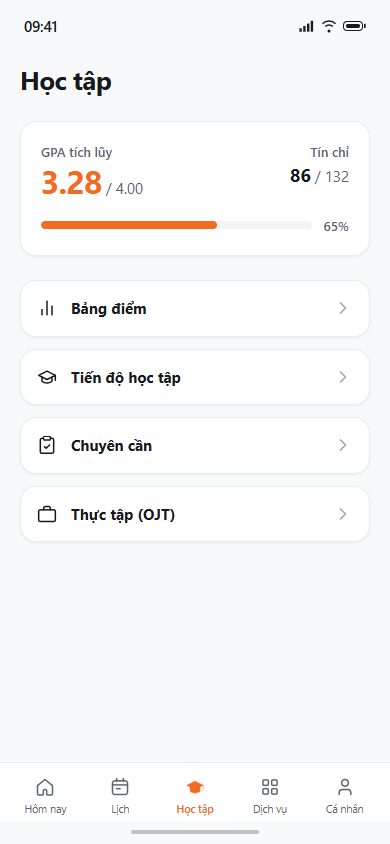 09:41
Học tập
GPA tích lũy
Tín chỉ
3.28 / 4.00
86 / 132
65%
Bảng điểm
Tiến độ học tập
Chuyên cần
Thực tập (OJT)
Hôm nay
Lịch
Học tập
Dịch vụ
Cá nhân